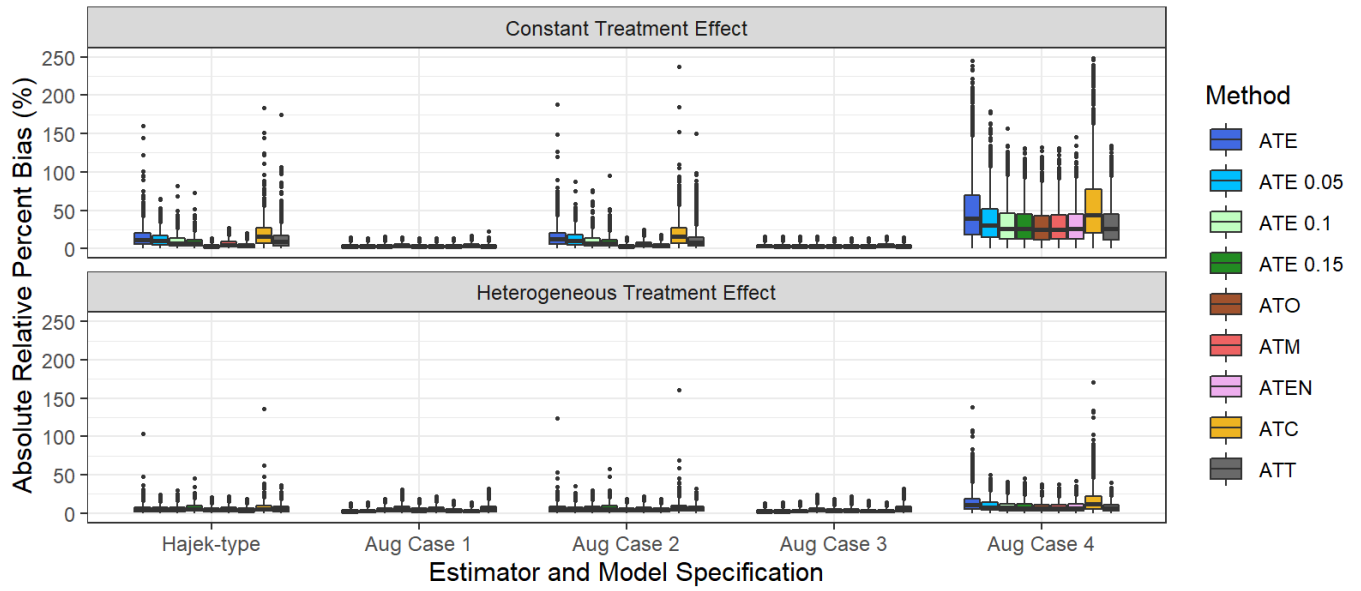 Constant Treatment Effect
250
200
150
100
50
0
Heterogeneous Treatment Effect
250
200
150
100
50
0
Absolute Relative Percent Bias (%)
Hajek-type
Aug Case 1
Aug Case 2
Aug Case 3
Aug Case 4
Estimator and Model Specification
Method
ATE
ATE 0.05
ATE 0.1
ATE 0.15
ATO
ATM
ATEN
ATC
ATT